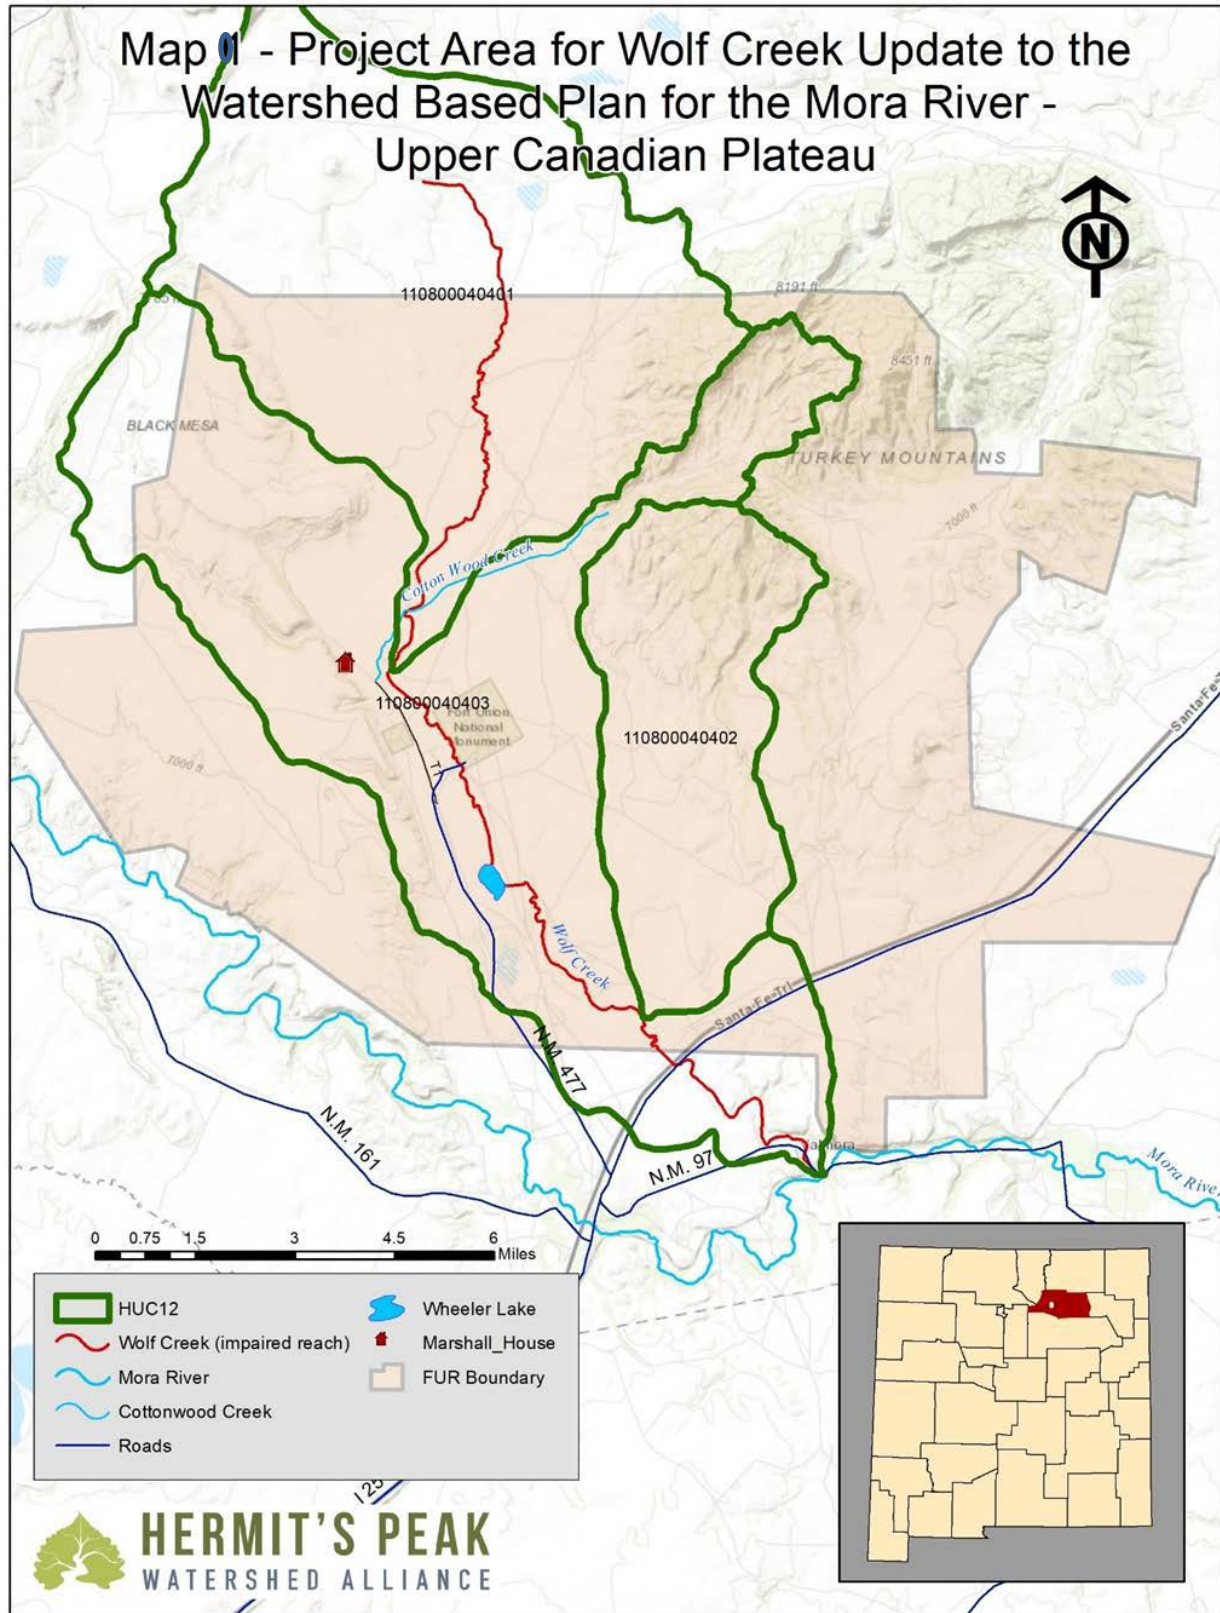 Map 1 - Project Area for Wolf Creek Update to the
Watershed Based Plan for the Mora River -
Upper Canadian Plateau
N
110800040401
8191 ft
8451 ft
BLACK MESA
TURKEY MOUNTAINS
7000 ft
Cotton Wood Creek
Santa-Fe-T
110800040403
Fort Union
National
Monument
110800040402
7000 ft
Wolf Creek
Santa-Fe-Trl
N.M. 477
N.M. 161
N.M. 97
Mora River
0 0.75 1.5 3 4.5 6
Miles
HUC12
Wolf Creek (impaired reach)
Mora River
Cottonwood Creek
Roads
Wheeler Lake
Marshall_House
FUR Boundary
I 25
HERMIT'S PEAK
WATERSHED ALLIANCE